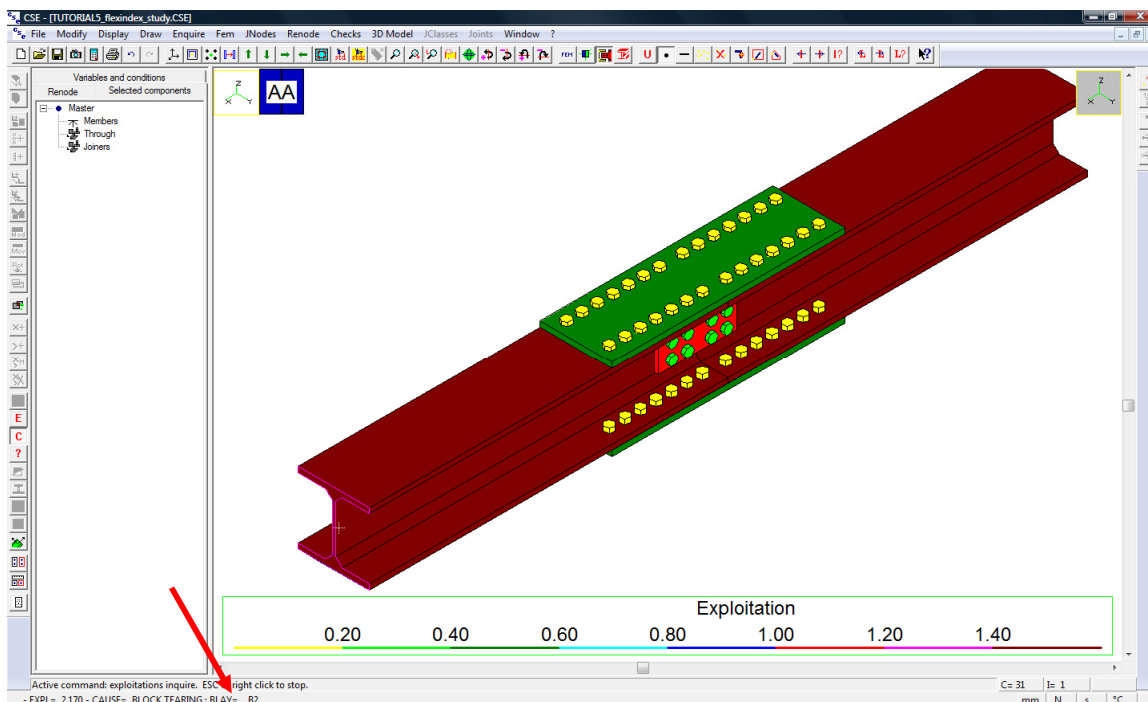 CSE - [TUTORIAL5_flexindex_study.CSE]
File Modify Display Draw Enquire Fem JNodes Renode Checks 3D Model JClasses Joints Window ?
Variables and conditions
Renode Selected components
Master
Members
Through
Joiners
AA
Exploitation
0.20 0.40 0.60 0.80 1.00 1.20 1.40
Active command: exploitations inquire. ESC right click to stop.
C= 31 I= 1
- EXPL= 2.170 - CAUSE= BLOCK TEARING: BLAY= B2
mm N s °C